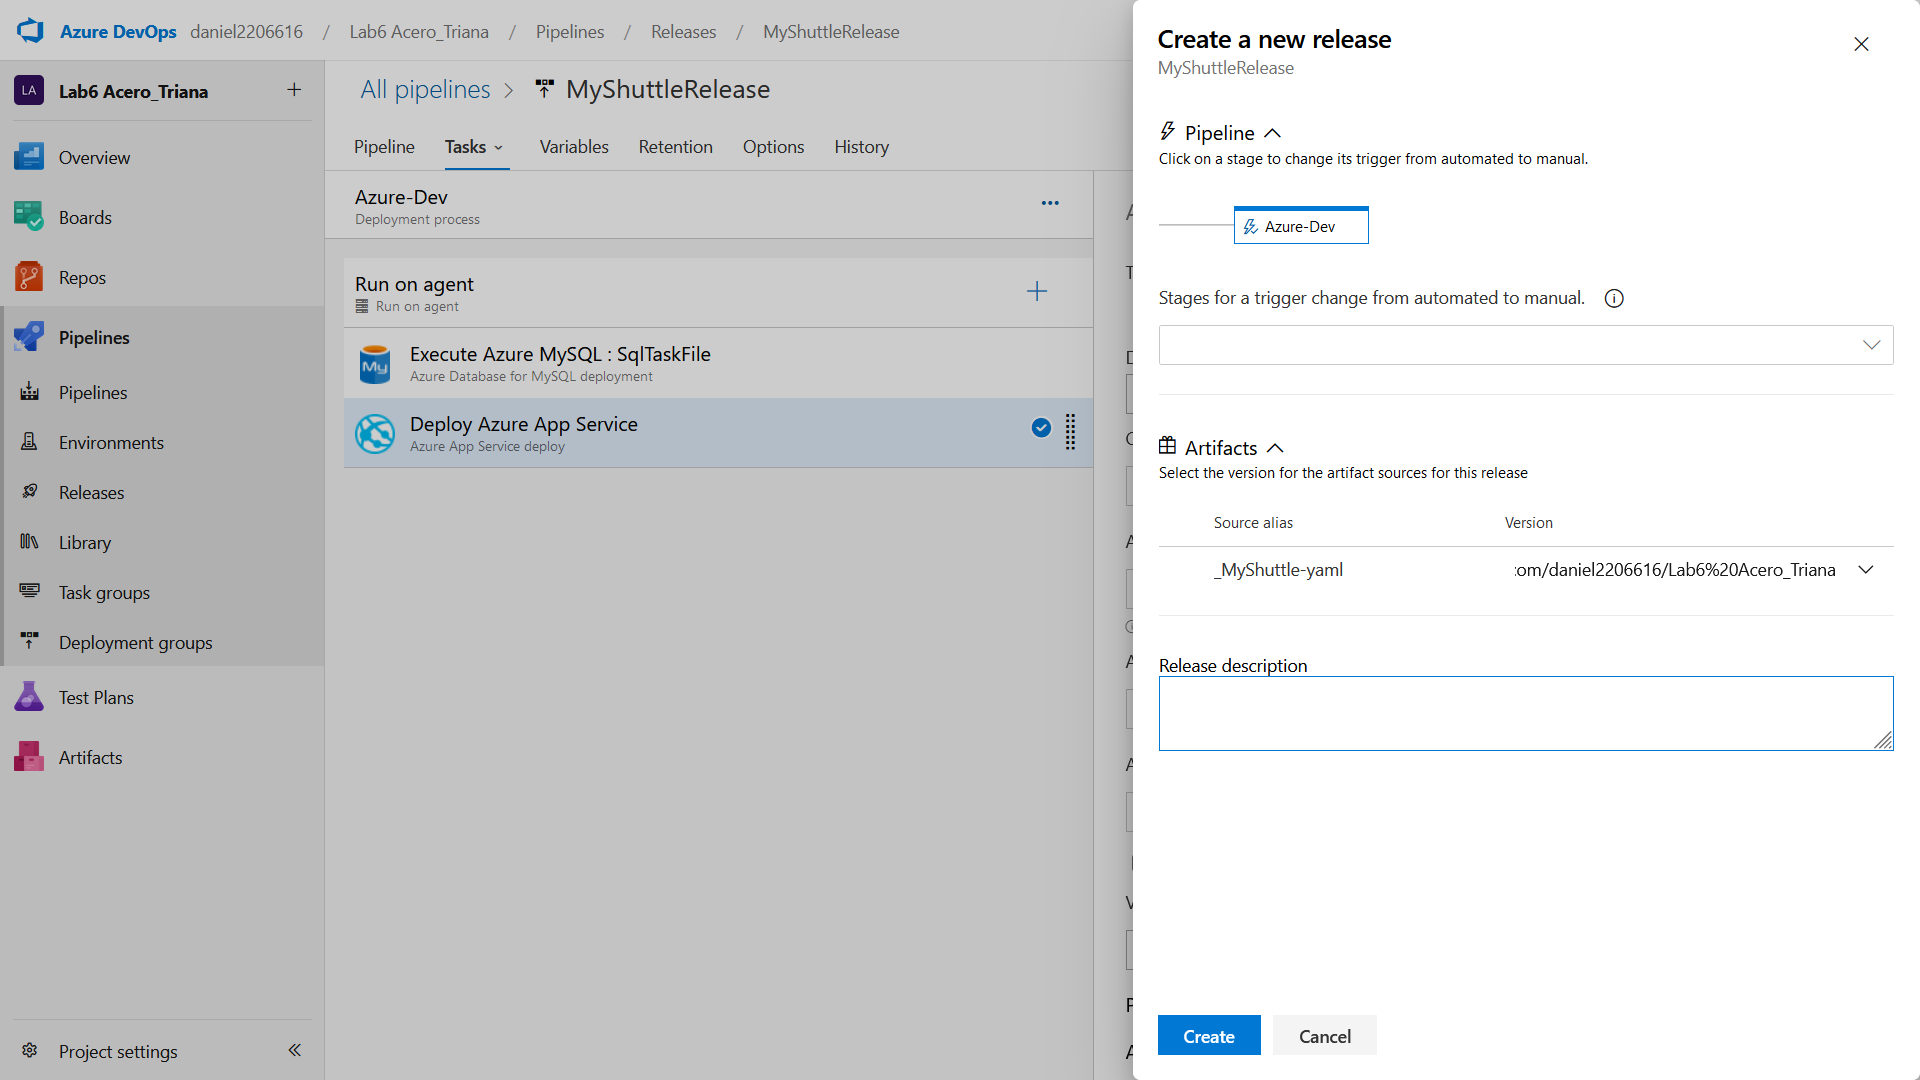 Azure DevOps daniel2206616 / Lab6 Acero_Triana / Pipelines / Releases / MyShuttleRelease
LA Lab6 Acero_Triana
Overview
Boards
Repos
Pipelines
Pipelines
Environments
Releases
Library
Task groups
Deployment groups
Test Plans
Artifacts
Project settings
All pipelines > MyShuttleRelease
Pipeline Tasks Variables Retention Options History
Azure-Dev
Deployment process
Run on agent
Run on agent
My
Execute Azure MySQL : SqlTaskFile
Azure Database for MySQL deployment
Deploy Azure App Service
Azure App Service deploy
Create a new release
MyShuttleRelease
Pipeline
Click on a stage to change its trigger from automated to manual.
Azure-Dev
Stages for a trigger change from automated to manual.
Artifacts
Select the version for the artifact sources for this release
Source alias Version
_MyShuttle-yaml :om/daniel2206616/Lab6%20Acero_Triana
Release description
Create Cancel